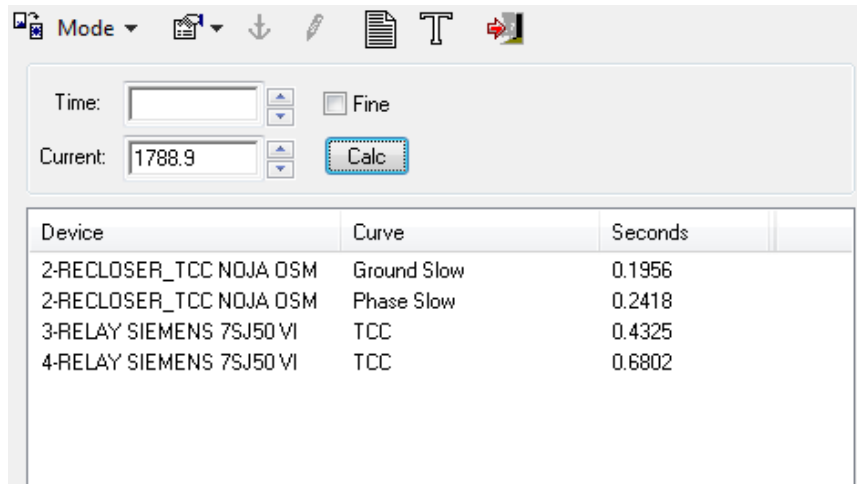 Mode
Time:
Fine
Current: 1788.9
Calc
Device Curve Seconds
2-RECLOSER_TCC NOJA OSM Ground Slow 0.1956
2-RECLOSER_TCC NOJA OSM Phase Slow 0.2418
3-RELAY SIEMENS 7SJ50 VI TCC 0.4325
4-RELAY SIEMENS 7SJ50 VI TCC 0.6802